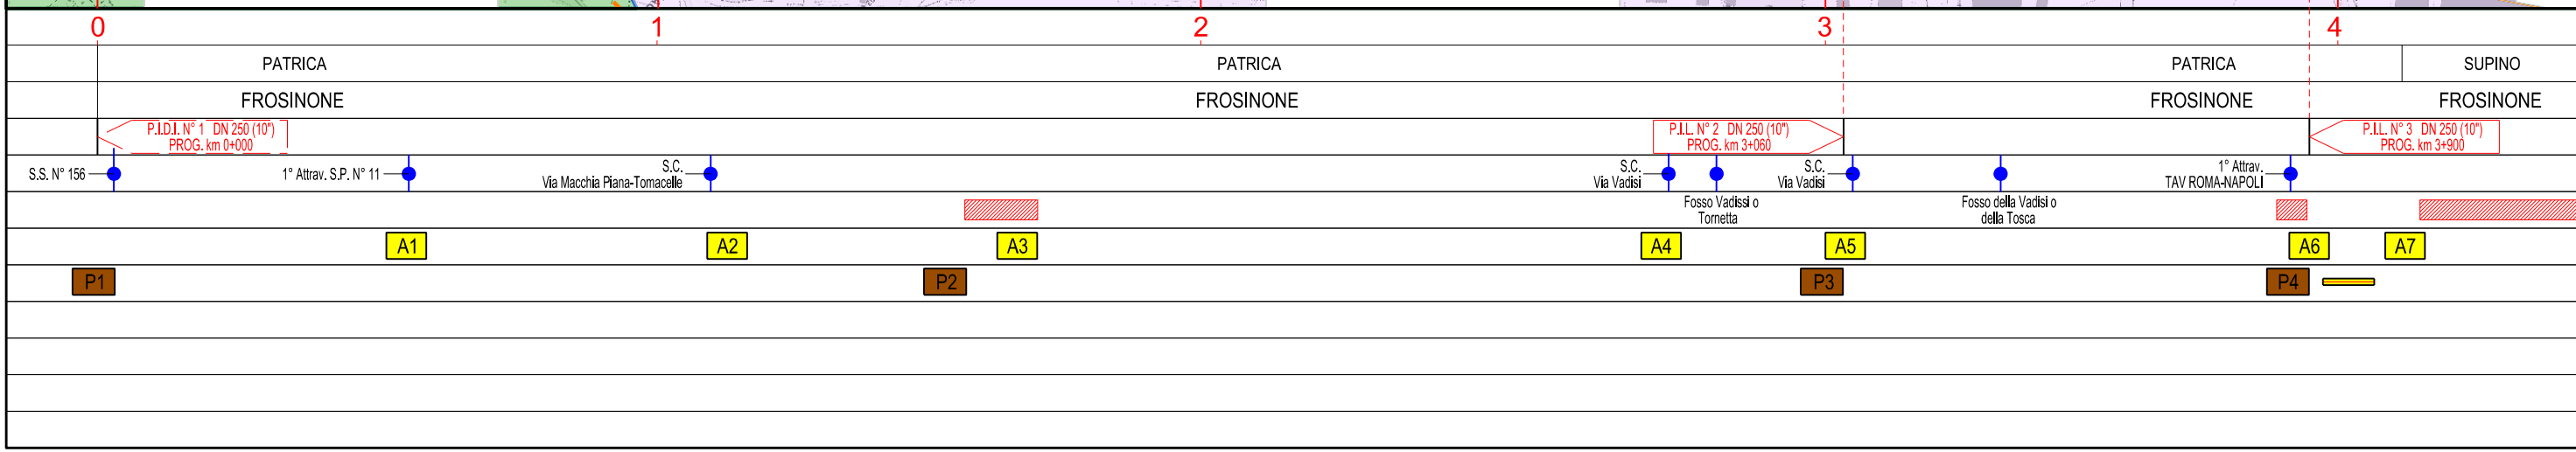 0 1 2 3 4
PATRICA PATRICA PATRICA SUPINO
FROSINONE FROSINONE FROSINONE FROSINONE
P.I.D.I. N° 1 DN 250 (10")
PROG. km 0+000
P.I.L. N° 2 DN 250 (10")
PROG. km 3+060
P.I.L. N° 3 DN 250 (10")
PROG. km 3+900
S.S. N° 156
1° Attrav. S.P. N° 11
S.C.
Via Macchia Piana-Tomacelle
S.C.
Via Vadisi
S.C.
Via Vadisi
1° Attrav.
TAV ROMA-NAPOLI
Fosso Vadissi o
Tornetta
Fosso della Vadisi o
della Tosca
A1 A2 A3 A4 A5 A6 A7
P1 P2 P3 P4